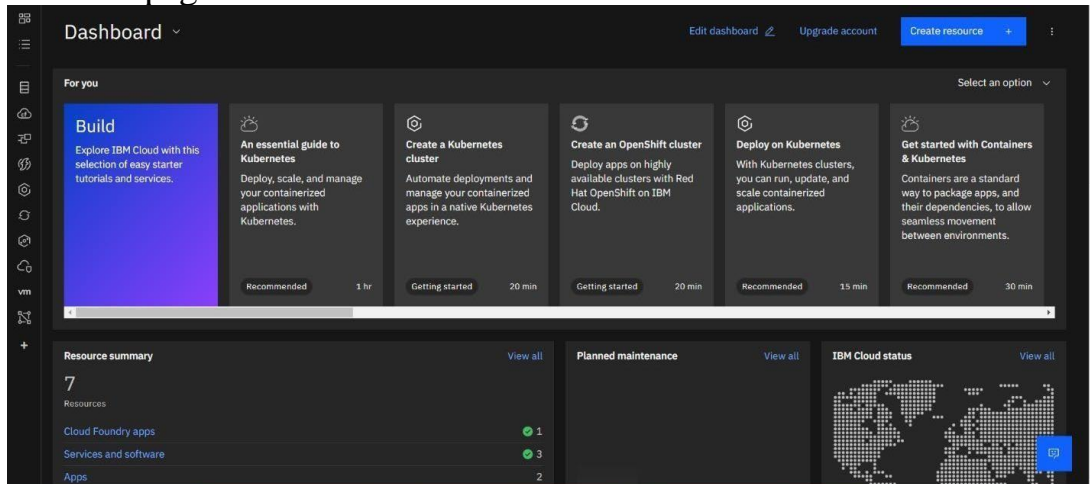 Dashboard
Edit dashboard
Upgrade account
Create resource +
For you
Select an option
Build
Explore IBM Cloud with this
selection of easy starter
tutorials and services.
An essential guide to
Kubernetes
Deploy, scale, and manage
your containerized
applications with
Kubernetes.
Recommended
1 hr
Create a Kubernetes
cluster
Automate deployments and
manage your containerized
apps in a native Kubernetes
experience.
Getting started
20 min
Create an OpenShift cluster
Deploy apps on highly
available clusters with Red
Hat OpenShift on IBM
Cloud.
Getting started
20 min
Deploy on Kubernetes
With Kubernetes clusters,
you can run, update, and
scale containerized
applications.
Recommended
15 min
Get started with Containers
& Kubernetes
Containers are a standard
way to package apps, and
their dependencies, to allow
seamless movement
between environments.
Recommended
30 min
vm
Resource summary
View all
7
Resources
Cloud Foundry apps
1
Services and software
3
Apps
2
Planned maintenance
View all
IBM Cloud status
View all